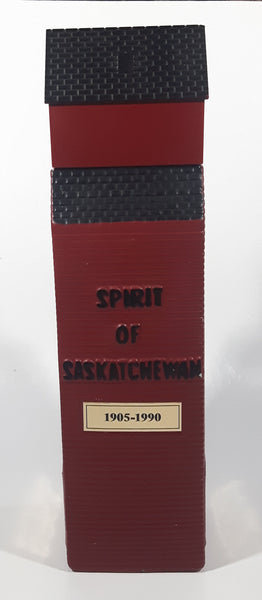 SPIRIT
OF
SASKATCHEWAN
1905-1990